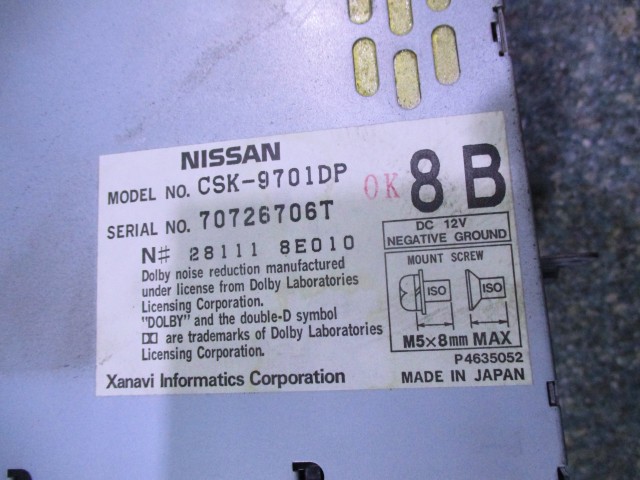 NISSAN
MODEL NO. CSK-9701DP
OK 8B
SERIAL NO. 70726706T
N# 28111 8E010
DC 12V
NEGATIVE GROUND
Dolby noise reduction manufactured
under license from Dolby Laboratories
Licensing Corporation.
"DOLBY" and the double-D symbol
are trademarks of Dolby Laboratories
Licensing Corporation.
MOUNT SCREW
ISO ISO
M5×8mm MAX
P4635052
Xanavi Informatics Corporation
MADE IN JAPAN